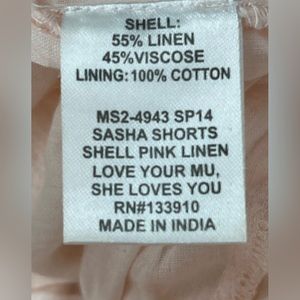 SHELL:
55% LINEN
45%VISCOSE
LINING: 100% COTTON
MS2-4943 SP14
SASHA SHORTS
SHELL PINK LINEN
LOVE YOUR MU,
SHE LOVES YOU
RN#133910
MADE IN INDIA